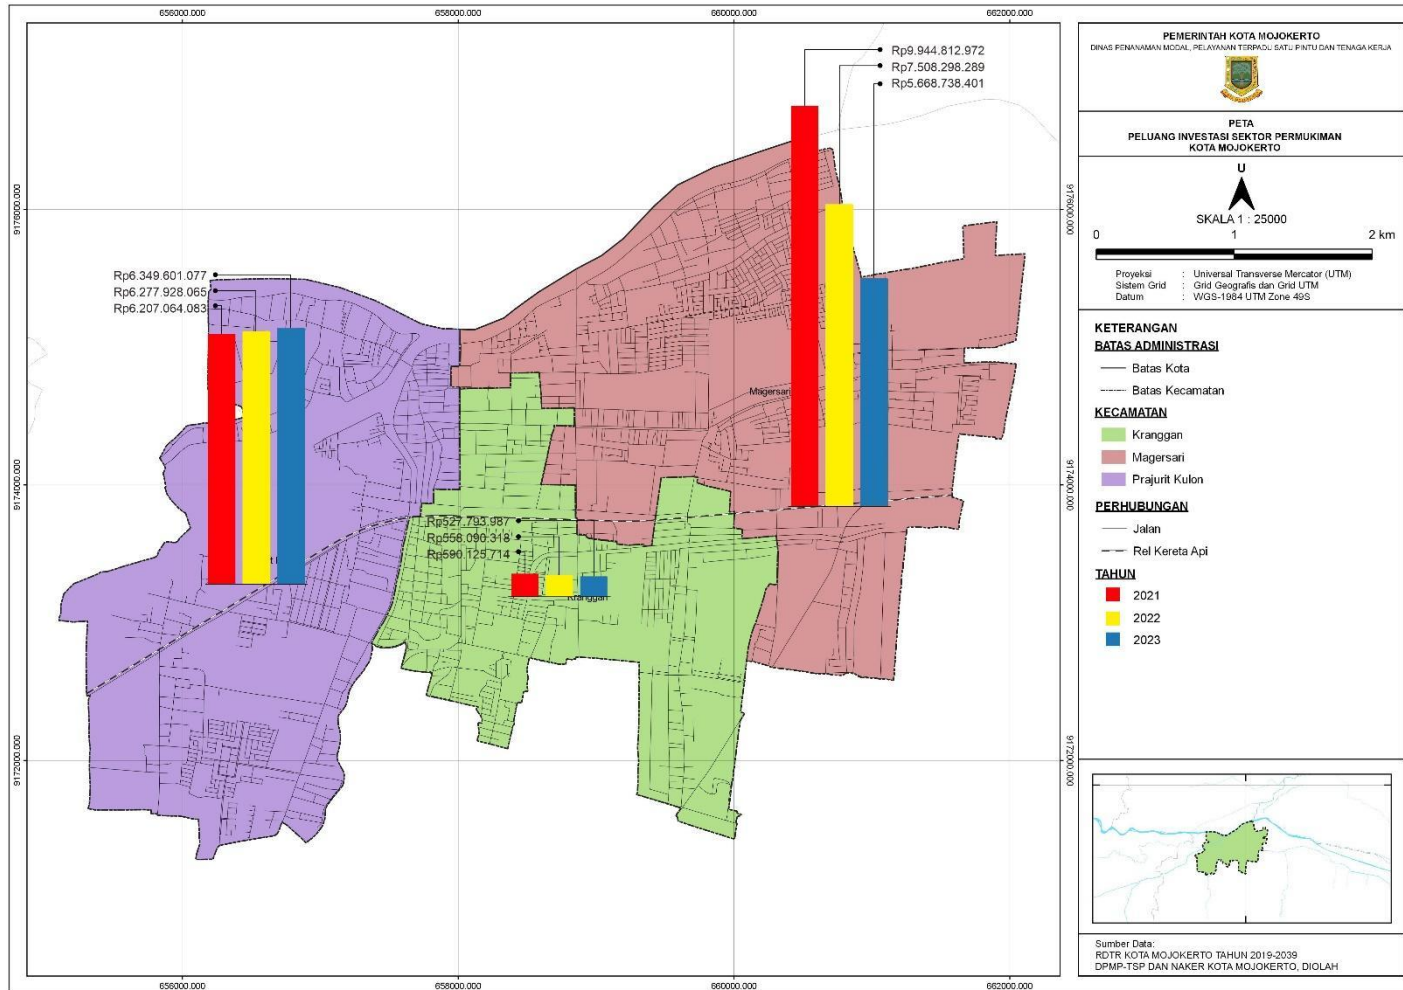 656000.000
658000.000
660000.000
662000.000
Rp9.944.812.972
Rp7.508.298.289
Rp5.668.738.401
Rp6.349.601.077
Rp6.277.928.065
Rp6.207.064.083
9176000.000
9176000.000
Magersari
9174000.000
9174000.000
Rp527.793.987
Rp558.090.318
Rp590.125.714
Kranggan
9172000.000
9172000.000
656000.000
658000.000
660000.000
662000.000
PEMERINTAH KOTA MOJOKERTO
DINAS PENANAMAN MODAL, PELAYANAN TERPADU SATU PINTU DAN TENAGA KERJA
PETA
PELUANG INVESTASI SEKTOR PERMUKIMAN
KOTA MOJOKERTO
U
SKALA 1 : 25000
0 1 2 km
Proyeksi : Universal Transverse Mercator (UTM)
Sistem Grid : Grid Geografis dan Grid UTM
Datum : WGS-1984 UTM Zone 49S
KETERANGAN
BATAS ADMINISTRASI
Batas Kota
Batas Kecamatan
KECAMATAN
Kranggan
Magersari
Prajurit Kulon
PERHUBUNGAN
Jalan
Rel Kereta Api
TAHUN
2021
2022
2023
Sumber Data:
RDTR KOTA MOJOKERTO TAHUN 2019-2039
DPMP-TSP DAN NAKER KOTA MOJOKERTO, DIOLAH